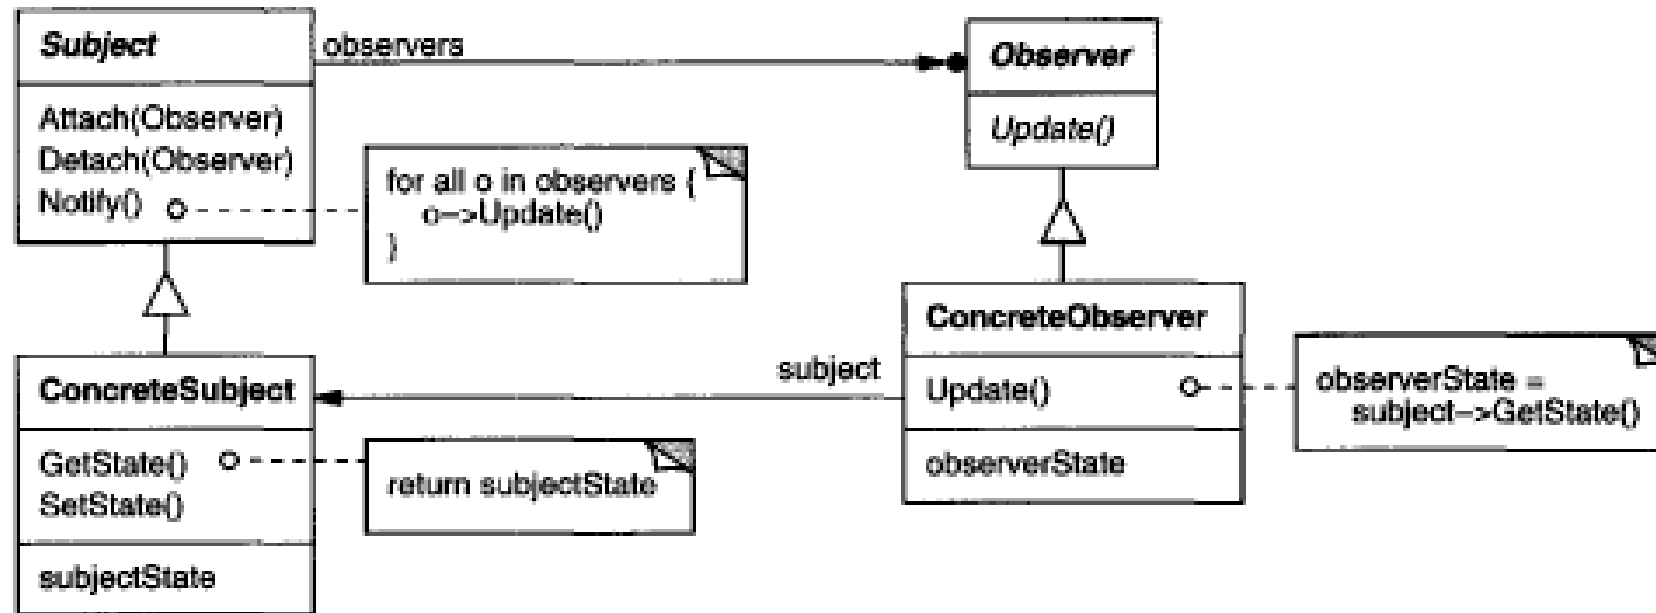 Subject
Attach(Observer)
Detach(Observer)
Notify()
observers
for all o in observers {
o->Update()
}
Observer
Update()
ConcreteSubject
GetState()
SetState()
subjectState
return subjectState
subject
ConcreteObserver
Update()
observerState
observerState =
subject->GetState()